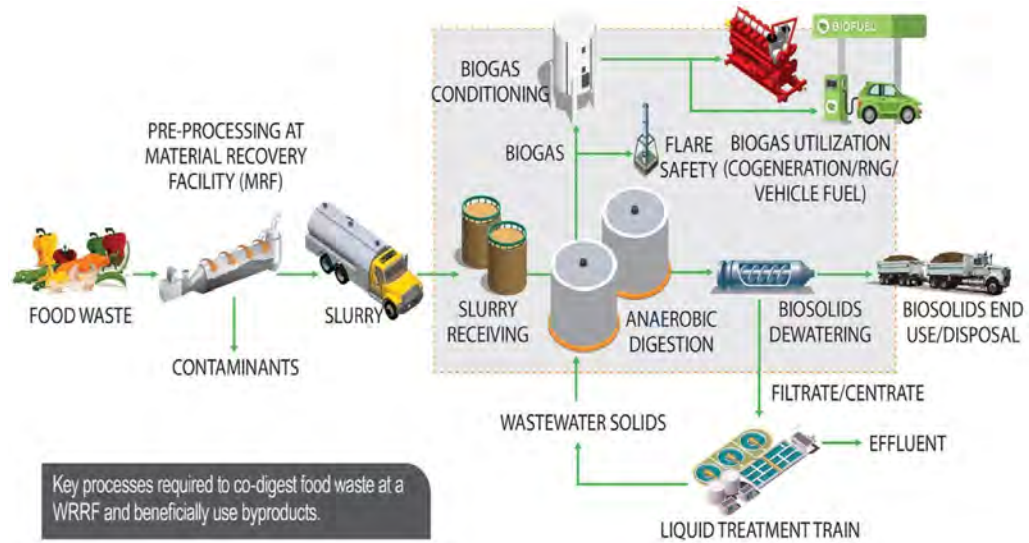 BIOFUEL
BIOGAS
CONDITIONING
PRE-PROCESSING AT
MATERIAL RECOVERY
FACILITY (MRF)
BIOGAS
FLARE
SAFETY
BIOGAS UTILIZATION
(COGENERATION/RNG/
VEHICLE FUEL)
FOOD WASTE
SLURRY
SLURRY
RECEIVING
ANAEROBIC
DIGESTION
BIOSOLIDS
DEWATERING
BIOSOLIDS END
USE/DISPOSAL
CONTAMINANTS
FILTRATE/CENTRATE
WASTEWATER SOLIDS
EFFLUENT
LIQUID TREATMENT TRAIN
Key processes required to co-digest food waste at a
WRRF and beneficially use byproducts.